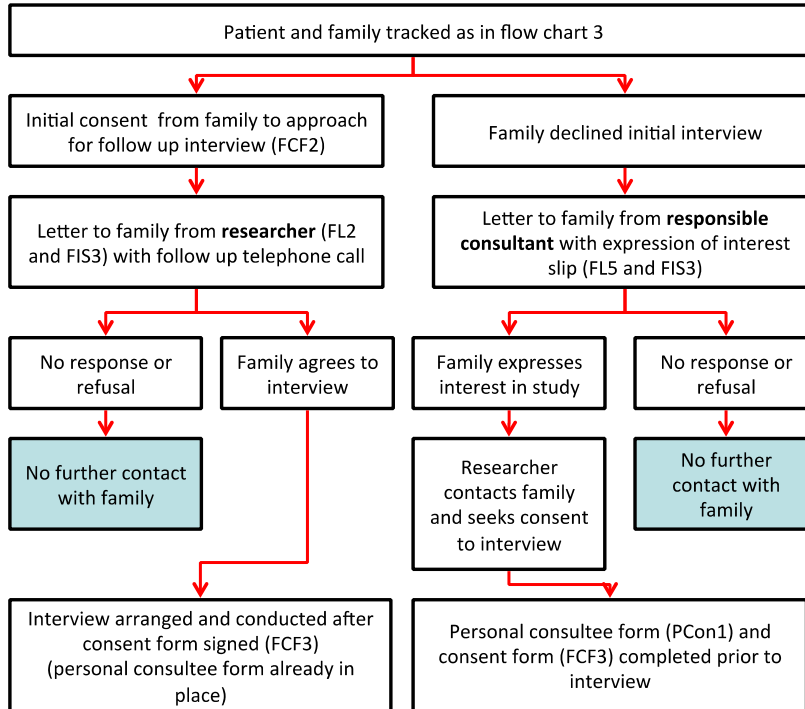 Patient and family tracked as in flow chart 3
Initial consent from family to approach
for follow up interview (FCF2)
Family declined initial interview
Letter to family from researcher (FL2
and FIS3) with follow up telephone call
Letter to family from responsible
consultant with expression of interest
slip (FL5 and FIS3)
No response or
refusal
Family agrees to
interview
Family expresses
interest in study
No response or
refusal
No further contact
with family
Researcher
contacts family
and seeks consent
to interview
No further
contact with
family
Interview arranged and conducted after
consent form signed (FCF3)
(personal consultee form already in
place)
Personal consultee form (PCon1) and
consent form (FCF3) completed prior to
interview